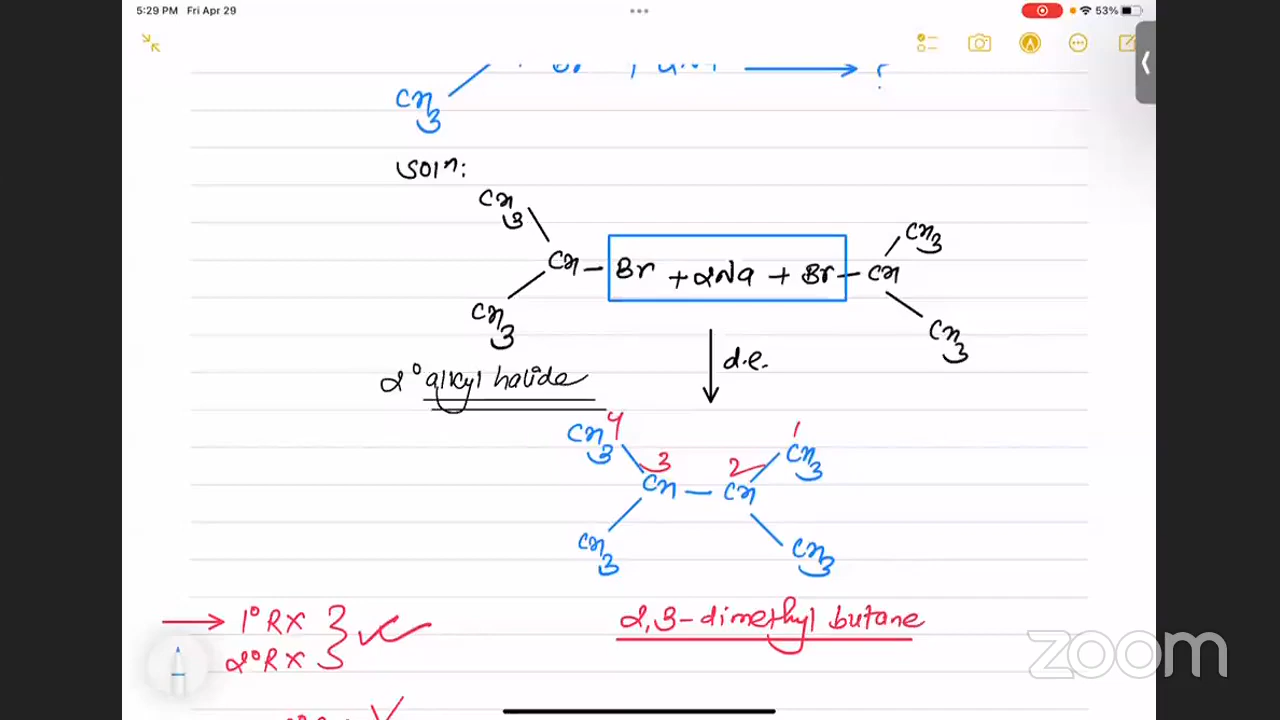 5:29 PM Fri Apr 29
53%
CH3
Soln:
CH3
CH3
CH - Br + 2Na + Br - CH
CH3
CH3
d.e.
2° alkyl halide
4
1
CH3
CH3
3
2
CH - CH
CH3
CH3
1° RX
2,3-dimethyl butane
2° RX
zoom